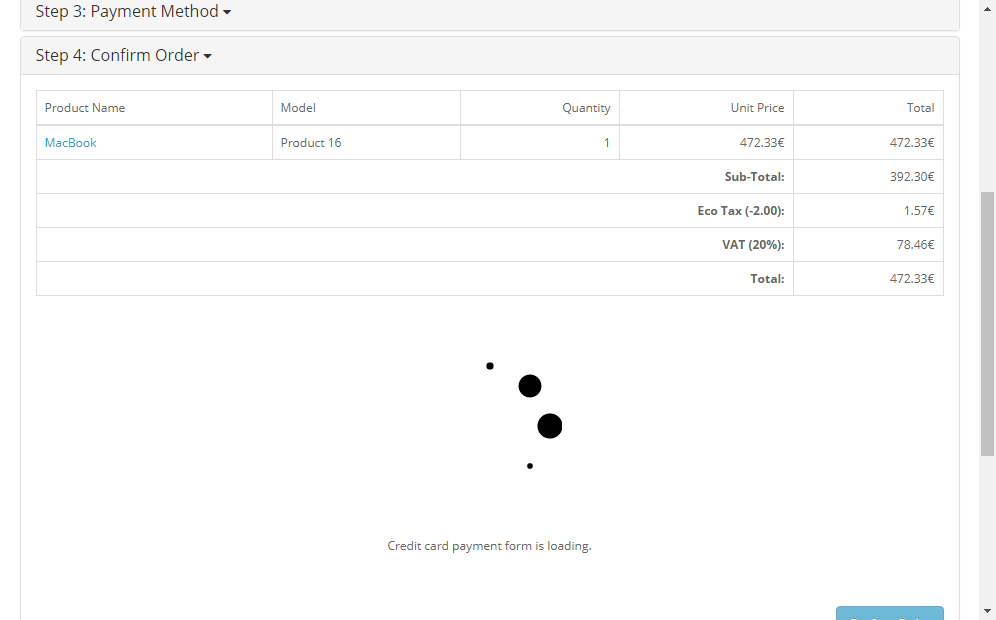 Step 3: Payment Method
Step 4: Confirm Order
Product Name Model Quantity Unit Price Total
MacBook Product 16 1 472.33€ 472.33€
Sub-Total: 392.30€
Eco Tax (-2.00): 1.57€
VAT (20%): 78.46€
Total: 472.33€
Credit card payment form is loading.